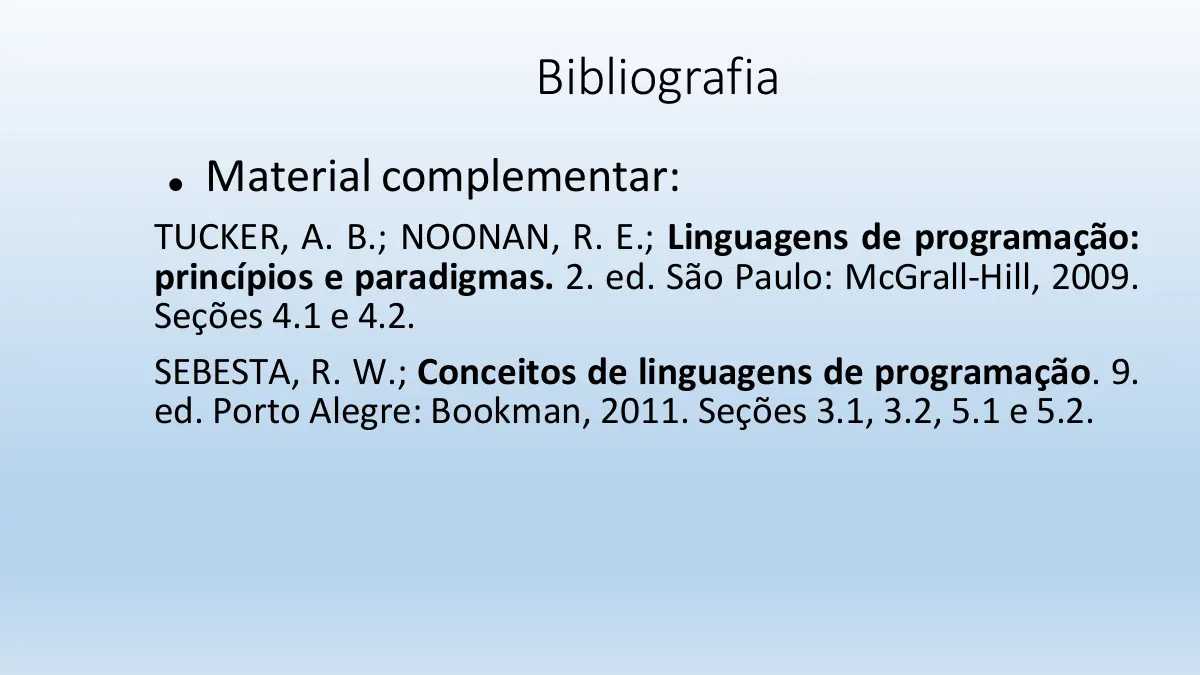 Bibliografia
• Material complementar:
TUCKER, A. B.; NOONAN, R. E.; Linguagens de programação:
princípios e paradigmas. 2. ed. São Paulo: McGrall-Hill, 2009.
Seções 4.1 e 4.2.
SEBESTA, R. W.; Conceitos de linguagens de programação. 9.
ed. Porto Alegre: Bookman, 2011. Seções 3.1, 3.2, 5.1 e 5.2.